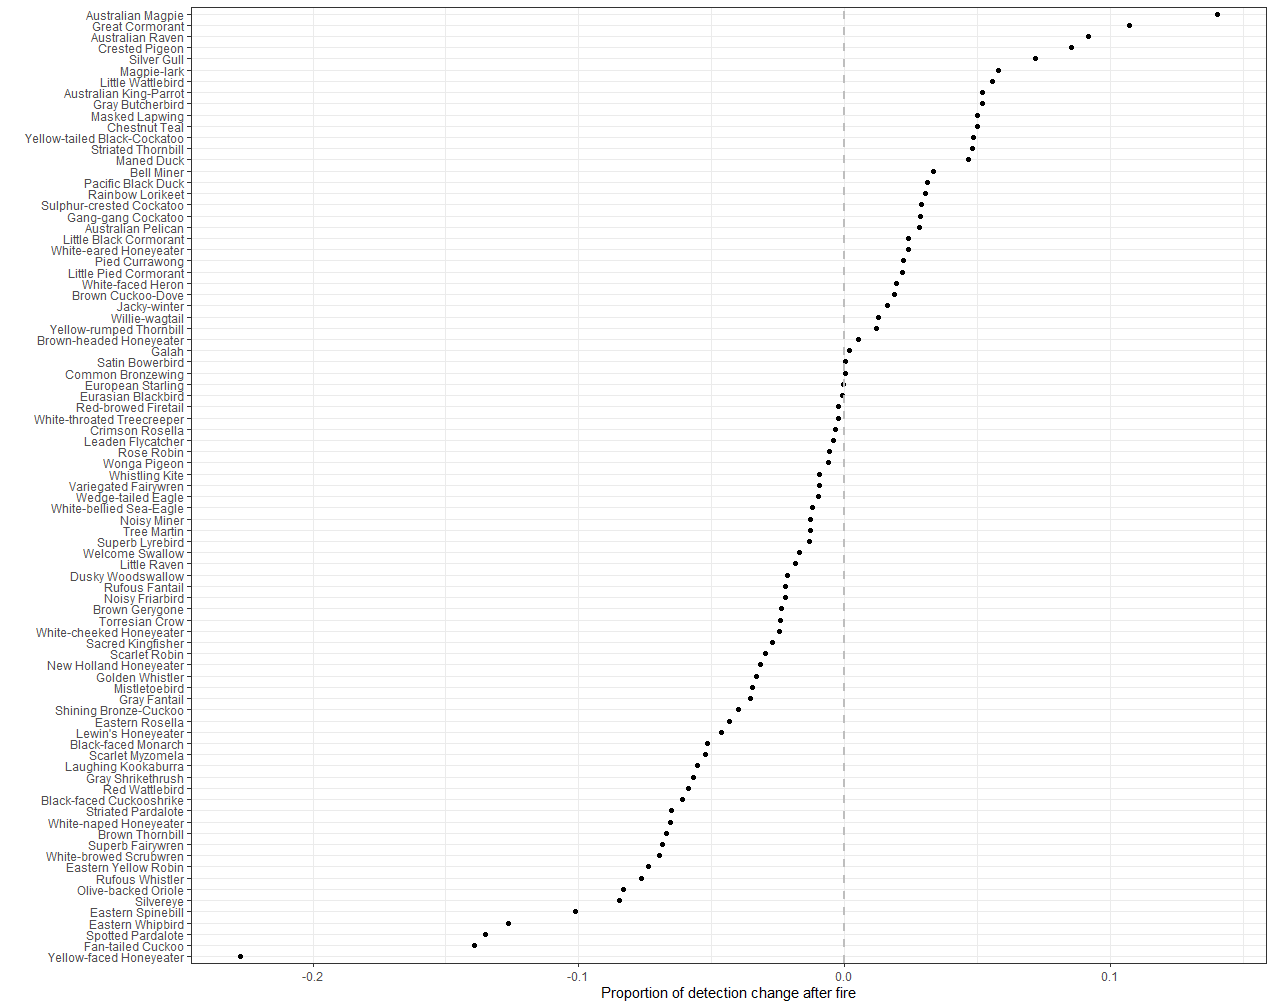 Australian Magpie
Great Cormorant
Australian Raven
Crested Pigeon
Silver Gull
Magpie-lark
Little Wattlebird
Australian King-Parrot
Gray Butcherbird
Masked Lapwing
Chestnut Teal
Yellow-tailed Black-Cockatoo
Striated Thornbill
Maned Duck
Bell Miner
Pacific Black Duck
Rainbow Lorikeet
Sulphur-crested Cockatoo
Gang-gang Cockatoo
Australian Pelican
Little Black Cormorant
White-eared Honeyeater
Pied Currawong
Little Pied Cormorant
White-faced Heron
Brown Cuckoo-Dove
Jacky-winter
Willie-wagtail
Yellow-rumped Thornbill
Brown-headed Honeyeater
Galah
Satin Bowerbird
Common Bronzewing
European Starling
Eurasian Blackbird
Red-browed Firetail
White-throated Treecreeper
Crimson Rosella
Leaden Flycatcher
Rose Robin
Wonga Pigeon
Whistling Kite
Variegated Fairywren
Wedge-tailed Eagle
White-bellied Sea-Eagle
Noisy Miner
Tree Martin
Superb Lyrebird
Welcome Swallow
Little Raven
Dusky Woodswallow
Rufous Fantail
Noisy Friarbird
Brown Gerygone
Torresian Crow
White-cheeked Honeyeater
Sacred Kingfisher
Scarlet Robin
New Holland Honeyeater
Golden Whistler
Mistletoebird
Gray Fantail
Shining Bronze-Cuckoo
Eastern Rosella
Lewin's Honeyeater
Black-faced Monarch
Scarlet Myzomela
Laughing Kookaburra
Gray Shrikethrush
Red Wattlebird
Black-faced Cuckooshrike
Striated Pardalote
White-naped Honeyeater
Brown Thornbill
Superb Fairywren
White-browed Scrubwren
Eastern Yellow Robin
Rufous Whistler
Olive-backed Oriole
Silvereye
Eastern Spinebill
Eastern Whipbird
Spotted Pardalote
Fan-tailed Cuckoo
Yellow-faced Honeyeater
-0.2 -0.1 0.0 0.1
Proportion of detection change after fire